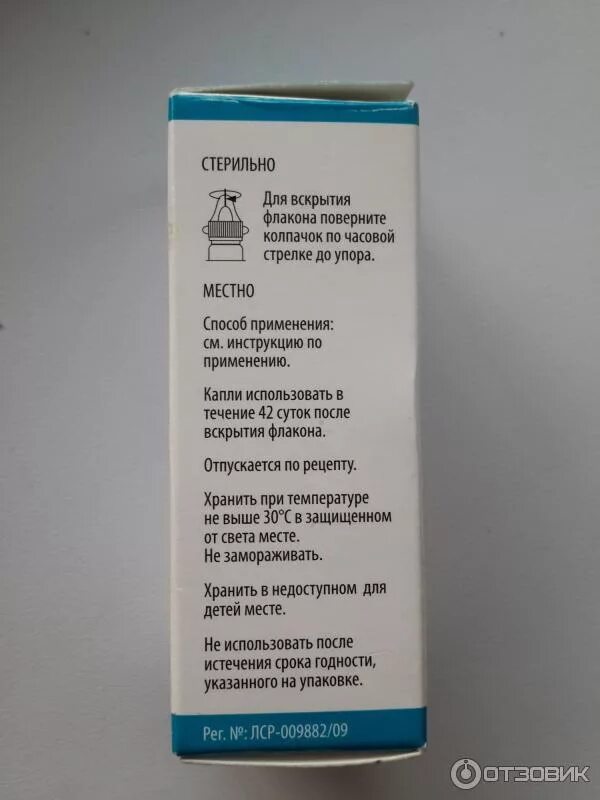 СТЕРИЛЬНО
Для вскрытия
флакона поверните
колпачок по часовой
стрелке до упора.
МЕСТНО
Способ применения:
см. инструкцию по
применению.
Капли использовать в
течение 42 суток после
вскрытия флакона.
Отпускается по рецепту.
Хранить при температуре
не выше 30°С в защищенном
от света месте.
Не замораживать.
Хранить в недоступном для
детей месте.
Не использовать после
истечения срока годности,
указанного на упаковке.
Рег. №: ЛСР-009882/09
ОТЗОВИК